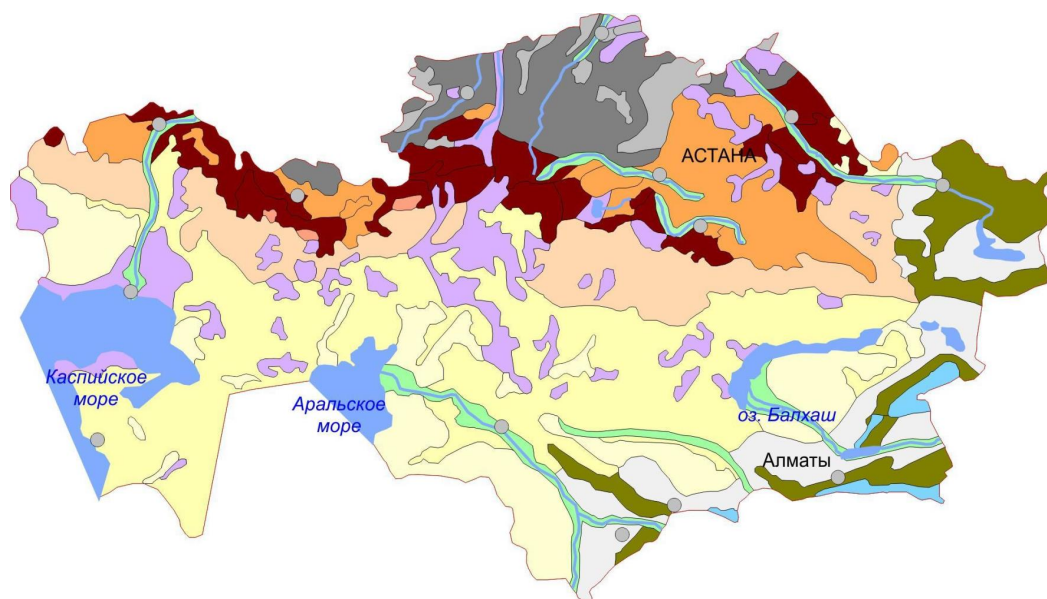 АСТАНА
Каспийское
море
Аральское
море
оз. Балхаш
Алматы